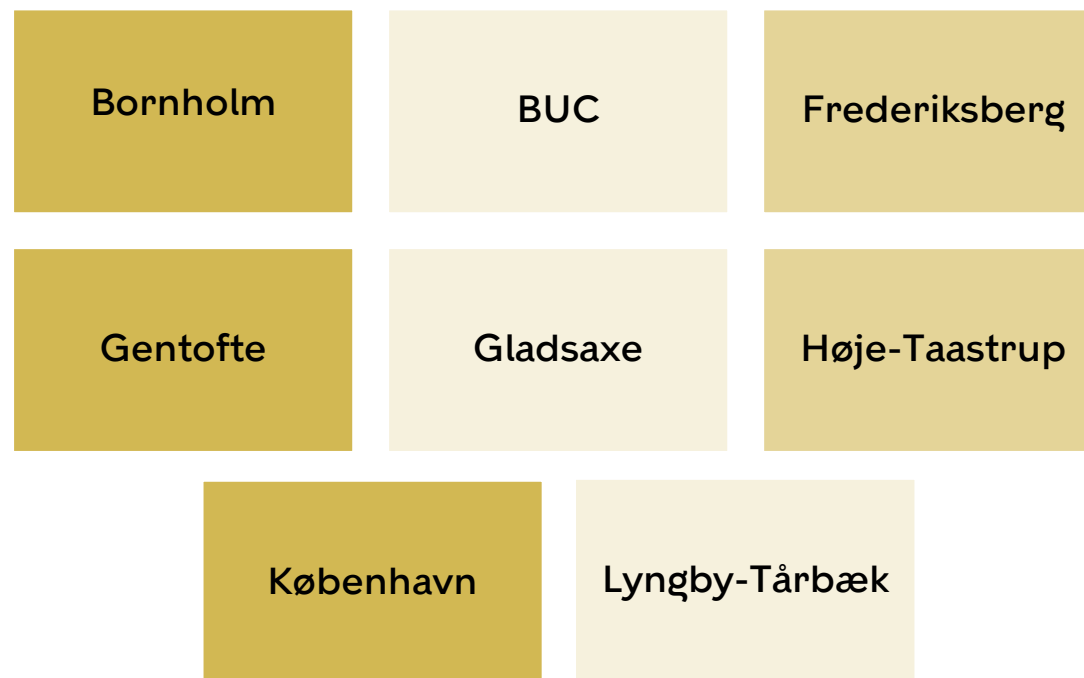 Bornholm
BUC
Frederiksberg
Gentofte
Gladsaxe
Høje-Taastrup
København
Lyngby-Tårbæk